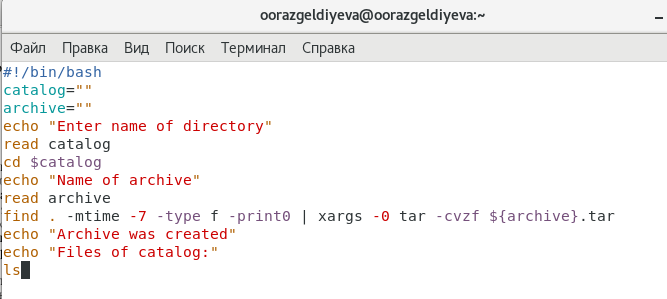 oorazgeldiyeva@oorazgeldiyeva:~
Файл Правка Вид Поиск Терминал Справка
#!/bin/bash
catalog=""
archive=""
echo "Enter name of directory"
read catalog
cd $catalog
echo "Name of archive"
read archive
find . -mtime -7 -type f -print0 | xargs -0 tar -cvzf ${archive}.tar
echo "Archive was created"
echo "Files of catalog:"
ls